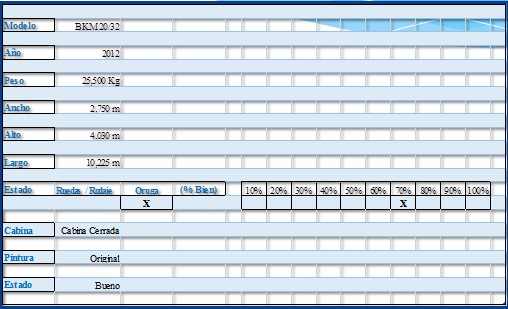 Modelo BKM20/32
Año 2012
Peso 25,500 Kg
Ancho 2.750 m
Alto 4.030 m
Largo 10,225 m
Estado Ruedas / Rodaje Oruga (% Bien) 10% 20% 30% 40% 50% 60% 70% 80% 90% 100%
X X
Cabina Cabina Cerrada
Pintura Original
Estado Bueno